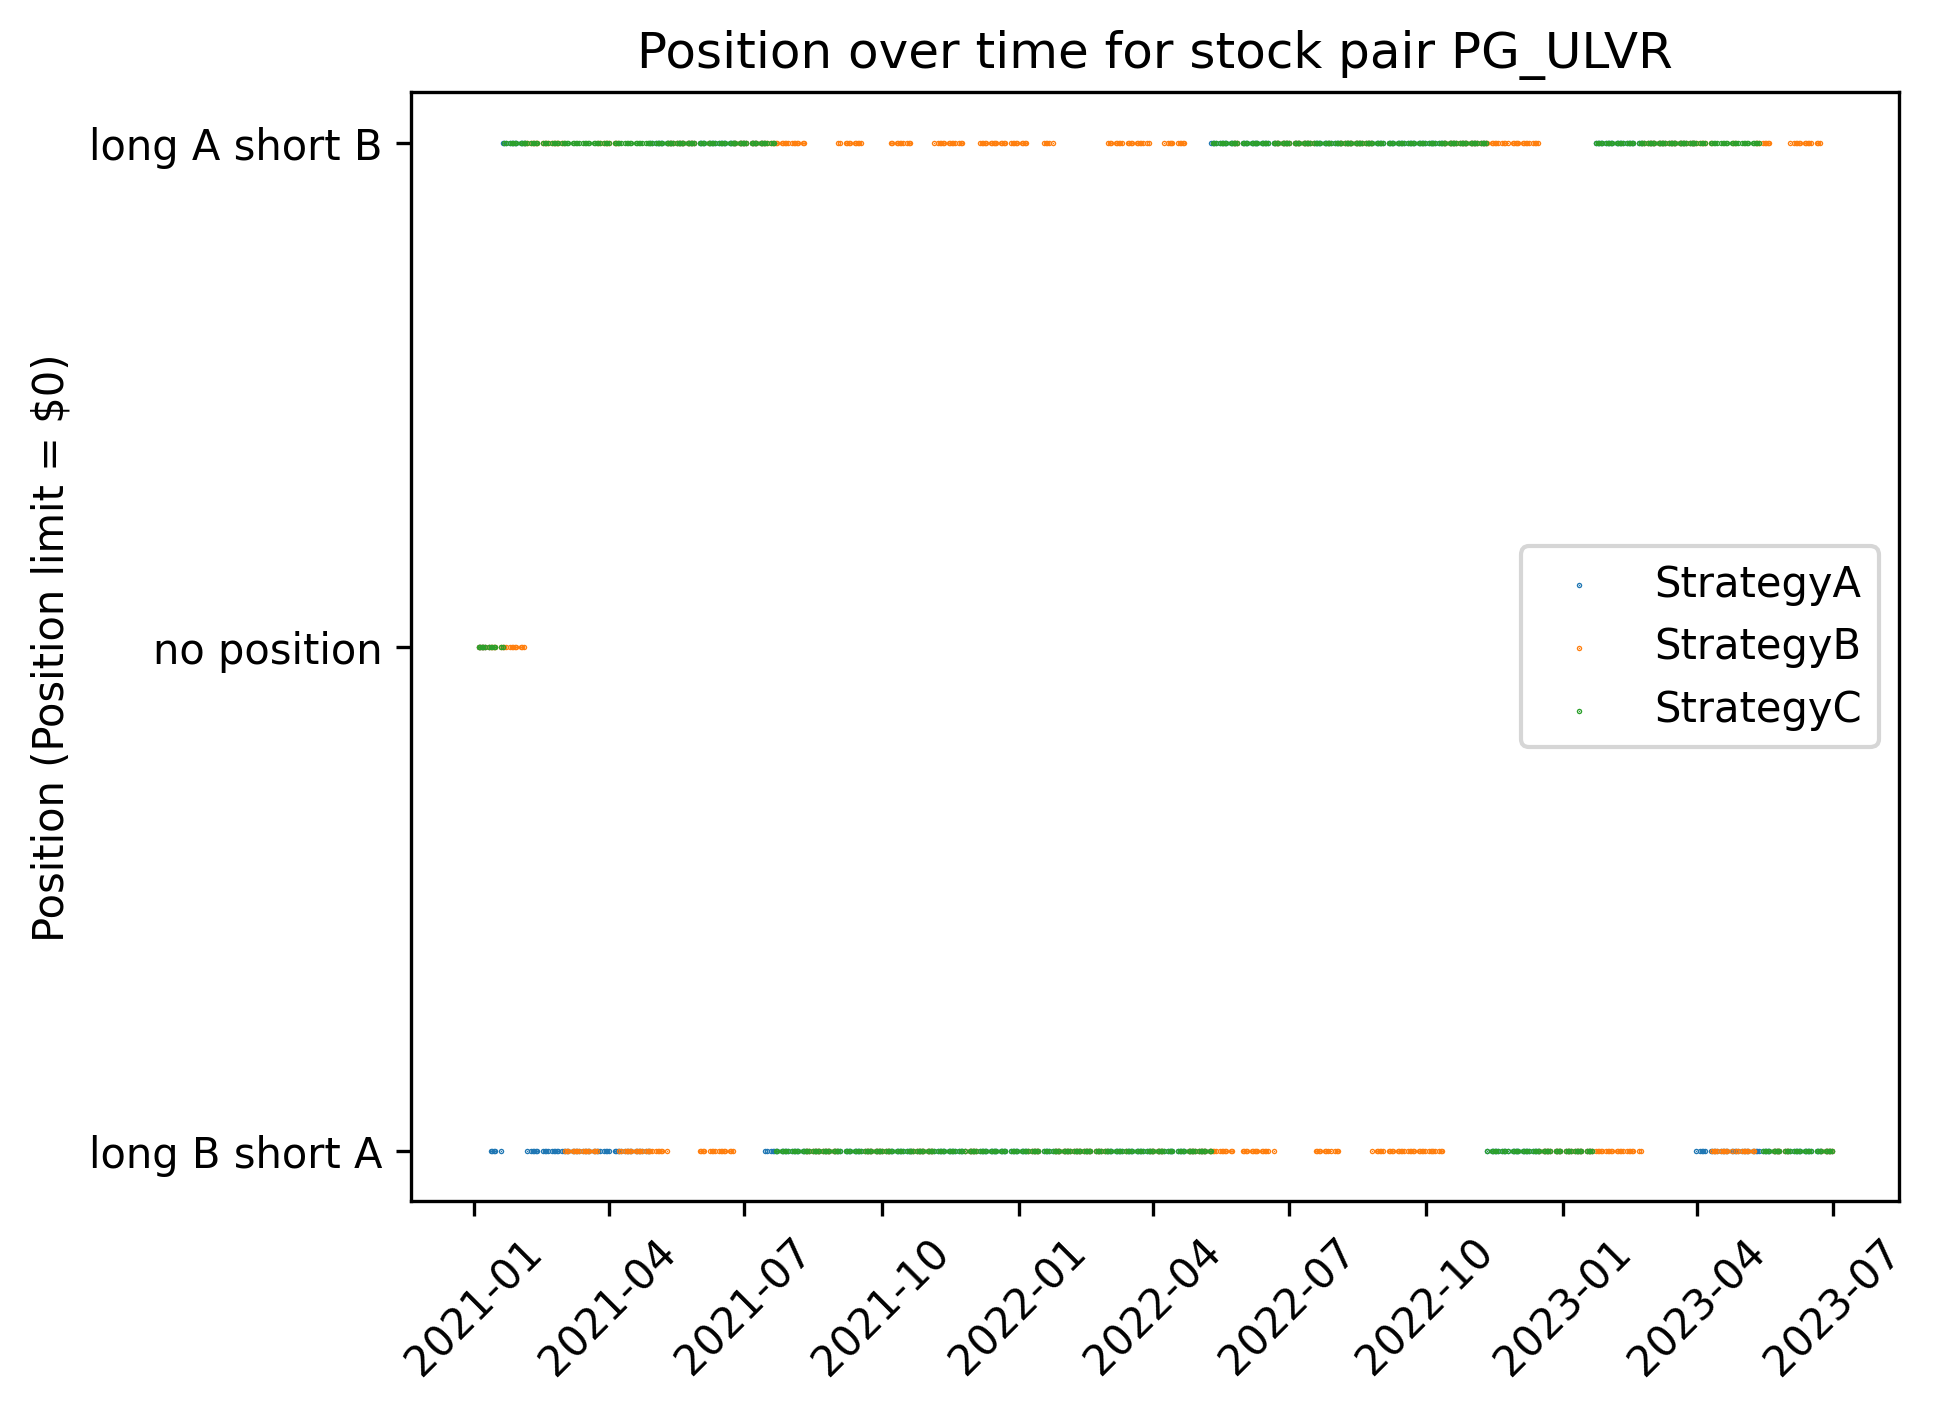 Position over time for stock pair PG_ULVR
long A short B
no position
long B short A
Position (Position limit = $0)
StrategyA
StrategyB
StrategyC
2021-01
2021-04
2021-07
2021-10
2022-01
2022-04
2022-07
2022-10
2023-01
2023-04
2023-07